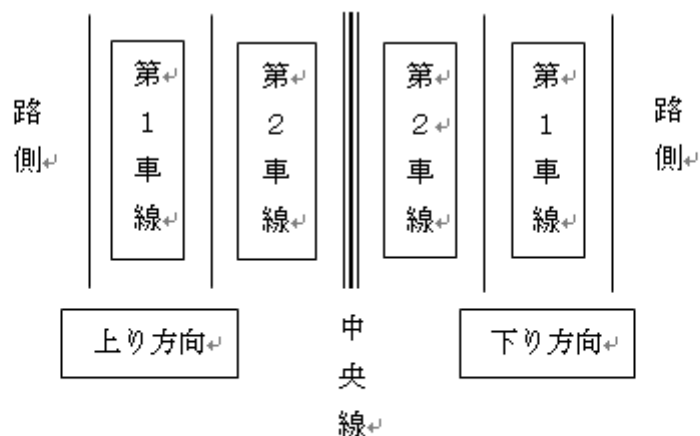 路側
第1車線
第2車線
第2車線
第1車線
路側
上り方向
中央線
下り方向